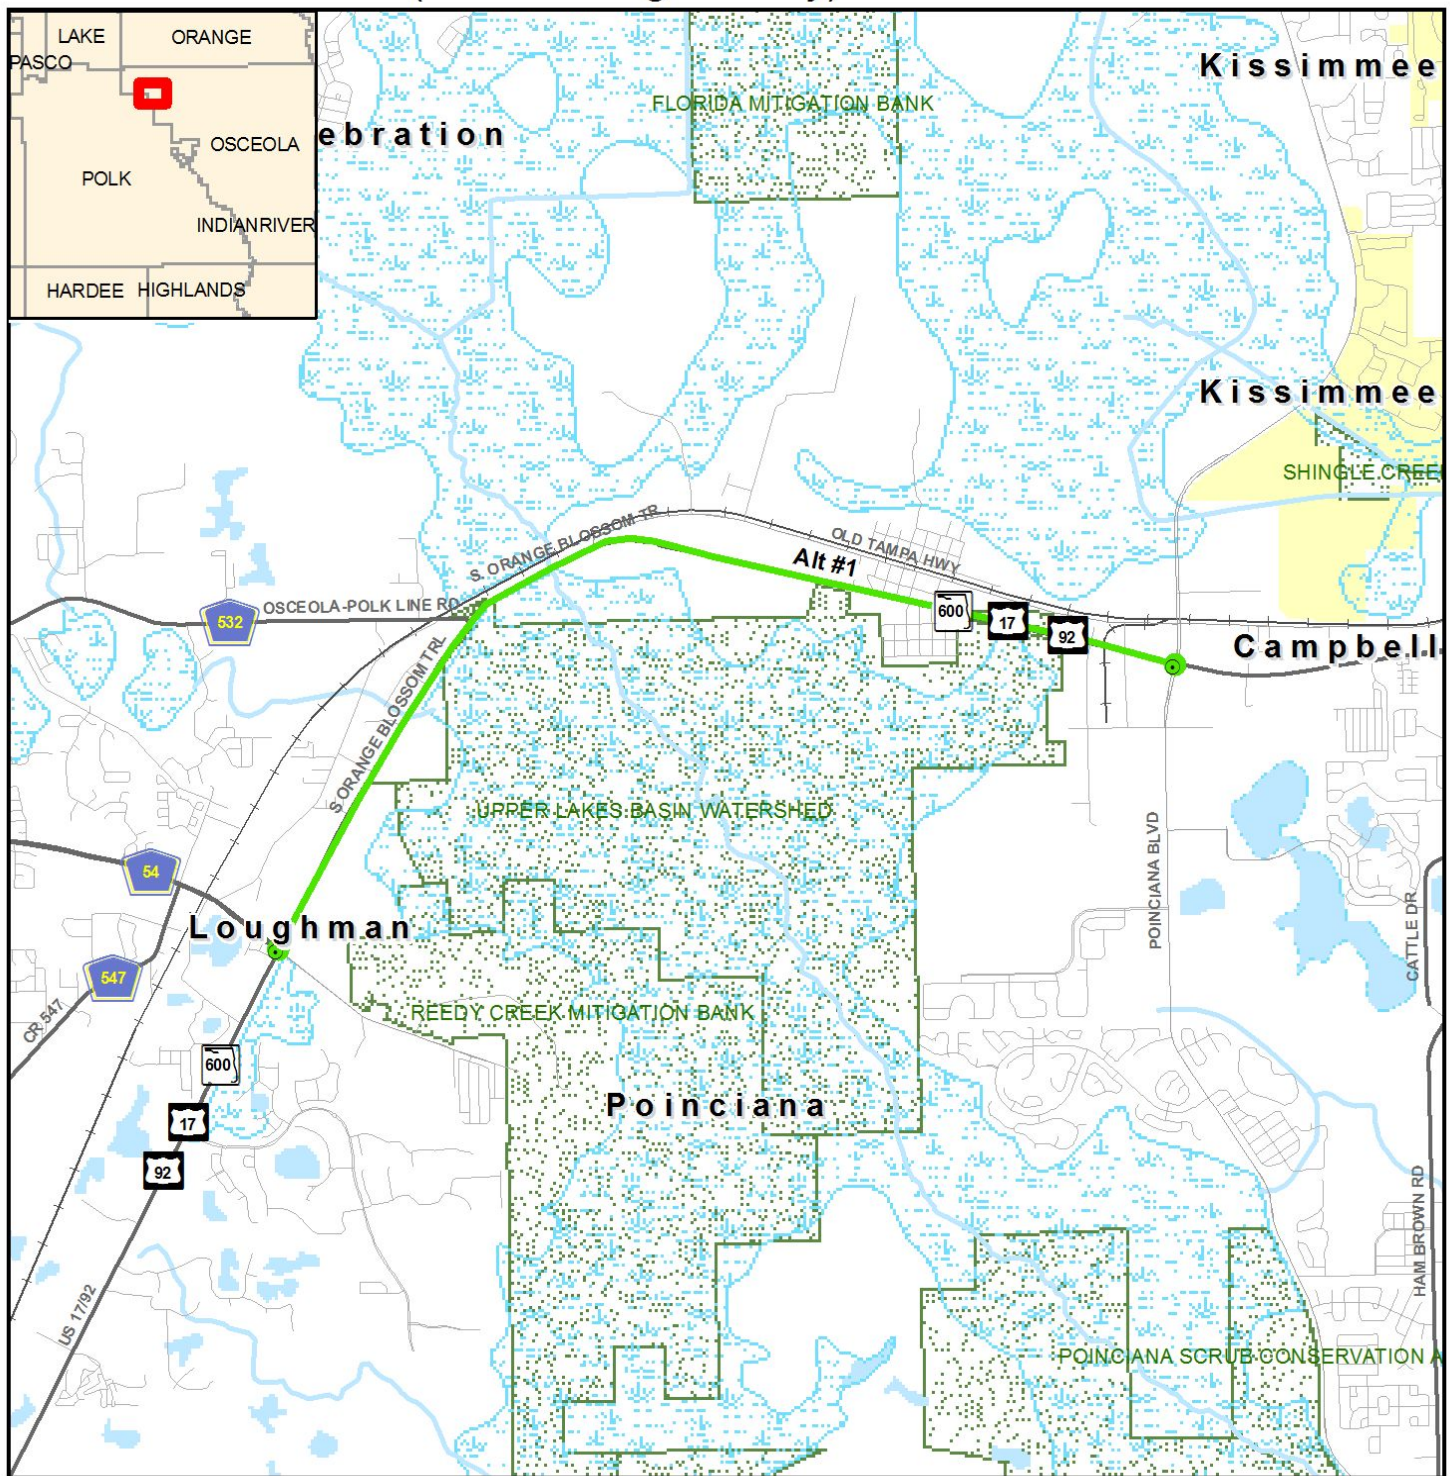 LAKE
ORANGE
PASCO
OSCEOLA
POLK
INDIANRIVER
HARDEE
HIGHLANDS
ebration
FLORIDA MITIGATION BANK
Kissimmee
Kissimmee
SHINGLE CREE
S. ORANGE BLOSSOM TR
OLD TAMPA HWY
Alt #1
OSCEOLA-POLK LINE RD
532
600
17
92
Campbell
S ORANGE BLOSSOM TRL
UPPER LAKES BASIN WATERSHED
POINCIANA BLVD
54
Loughman
CATTLE DR
547
CR 547
REEDY CREEK MITIGATION BANK
600
Poinciana
17
92
HAM BROWN RD
US 17/92
POINCIANA SCRUB CONSERVATION A